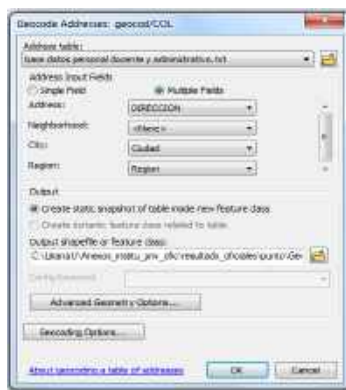 Geocode Addresses: geocod/COL
Address table:
base datos personal docente y administrativo.txt
Address Input Fields
Single Field Multiple Fields
Address: DIRECCION
Neighborhood: <None>
City: Ciudad
Region: Region
Output
Create static snapshot of table inside new feature class
Create dynamic feature class related to table
Output shapefile or feature class:
Config Keyword:
Advanced Geometry Options...
Geocoding Options...
About geocoding a table of addresses OK Cancel